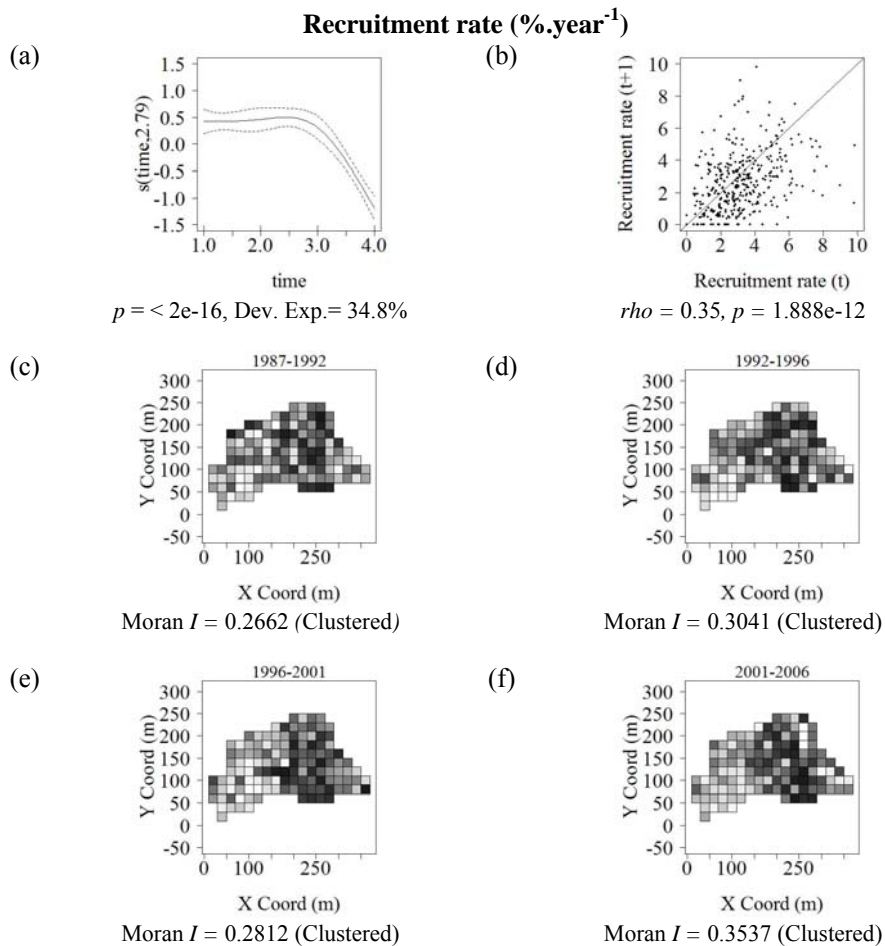 Recruitment rate (%.year⁻¹)
(a)
1.5
1.0
0.5
0.0
-0.5
-1.5
s(time,2.79)
1.0 2.0 3.0 4.0
time
p = < 2e-16, Dev. Exp.= 34.8%
(b)
10
8
6
4
2
0
Recruitment rate (t+1)
0 2 4 6 8 10
Recruitment rate (t)
rho = 0.35, p = 1.888e-12
(c)
1987-1992
300
250
200
150
100
50
0
-50
Y Coord (m)
0 100 250
X Coord (m)
Moran I = 0.2662 (Clustered)
(d)
1992-1996
300
250
200
150
100
50
0
-50
Y Coord (m)
0 100 250
X Coord (m)
Moran I = 0.3041 (Clustered)
(e)
1996-2001
300
250
200
150
100
50
0
-50
Y Coord (m)
0 100 250
X Coord (m)
Moran I = 0.2812 (Clustered)
(f)
2001-2006
300
250
200
150
100
50
0
-50
Y Coord (m)
0 100 250
X Coord (m)
Moran I = 0.3537 (Clustered)